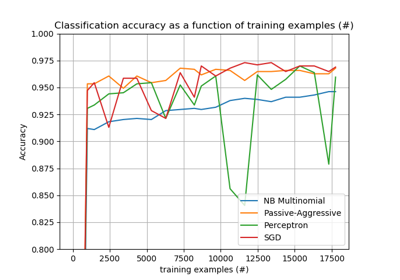 Classification accuracy as a function of training examples (#)
1.000
0.975
0.950
0.925
0.900
0.875
0.850
0.825
0.800
Accuracy
NB Multinomial
Passive-Aggressive
Perceptron
SGD
0 2500 5000 7500 10000 12500 15000 17500
training examples (#)